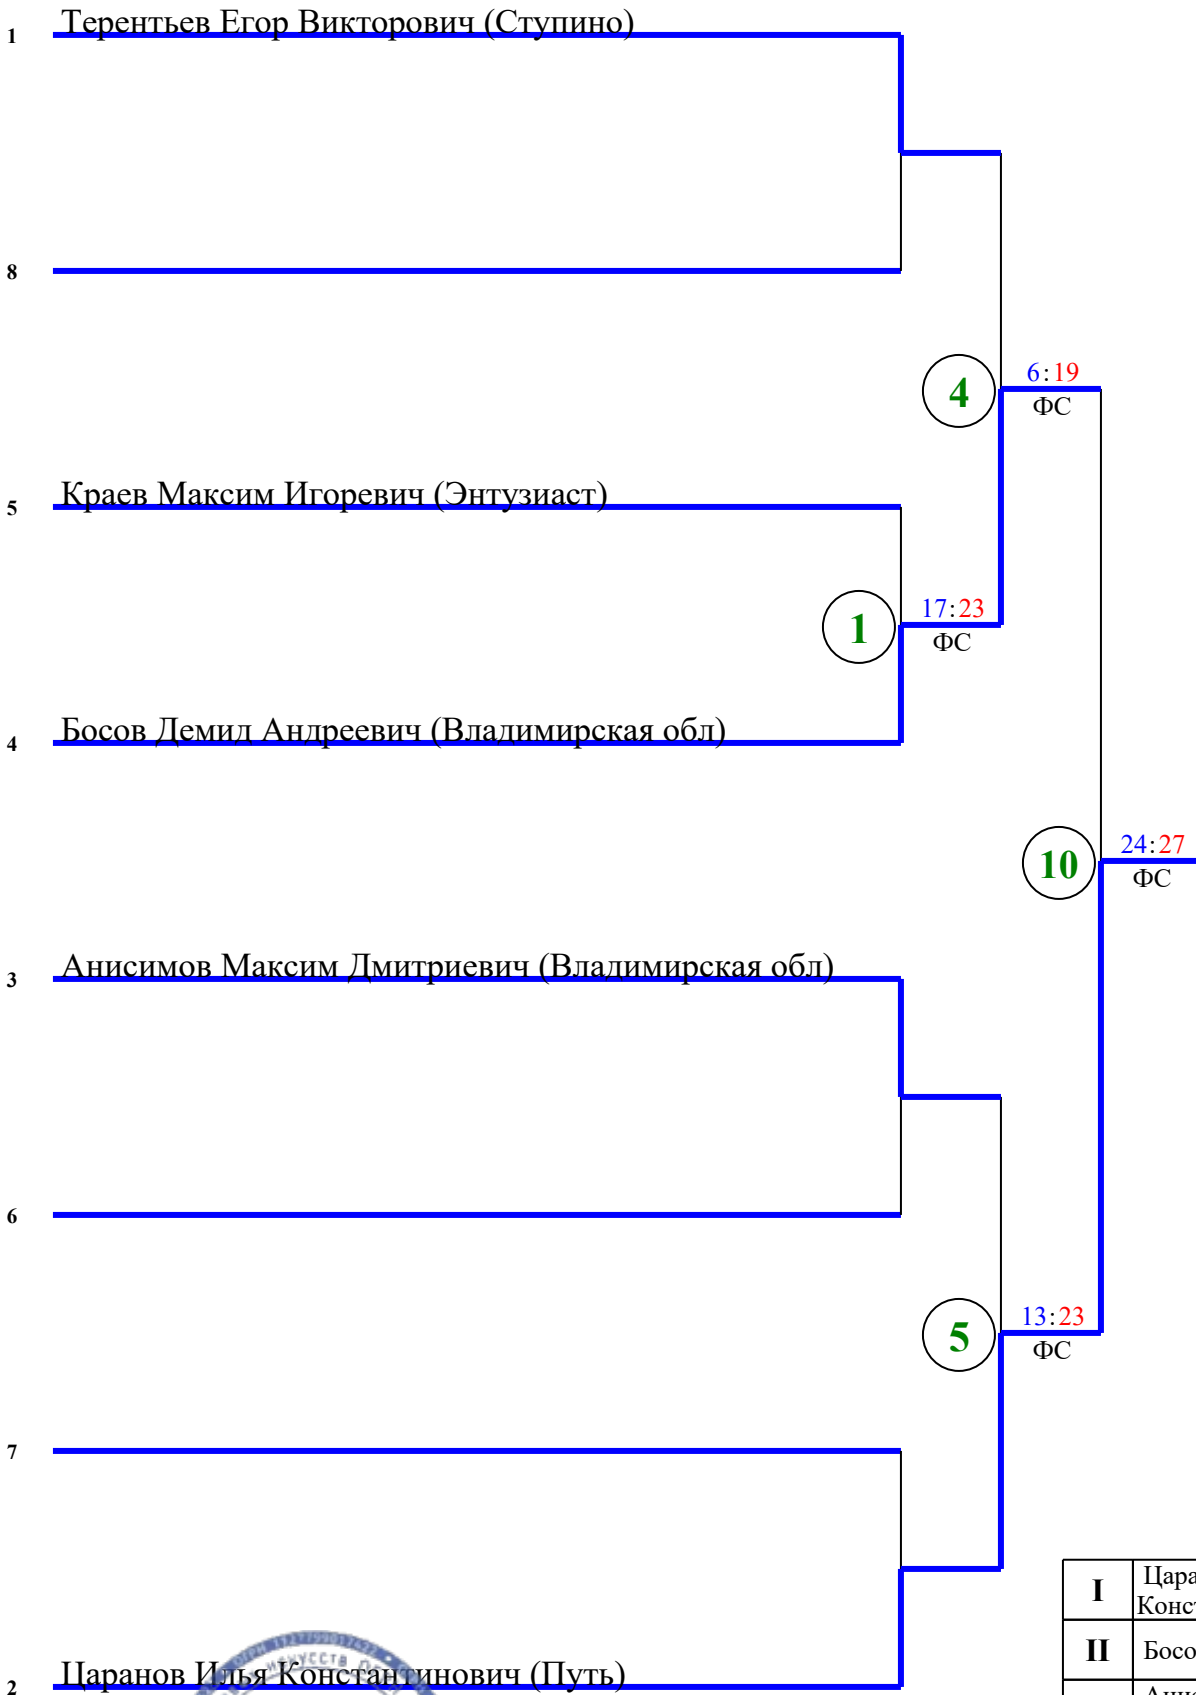 1 Терентьев Егор Викторович (Ступино)
8
4 6:19
ФС
5 Краев Максим Игоревич (Энтузиаст)
1 17:23
ФС
4 Босов Демид Андреевич (Владимирская обл)
10 24:27
ФС
3 Анисимов Максим Дмитриевич (Владимирская обл)
6
5 13:23
ФС
7
I
II
2 Царанов Илья Константинович (Путь)